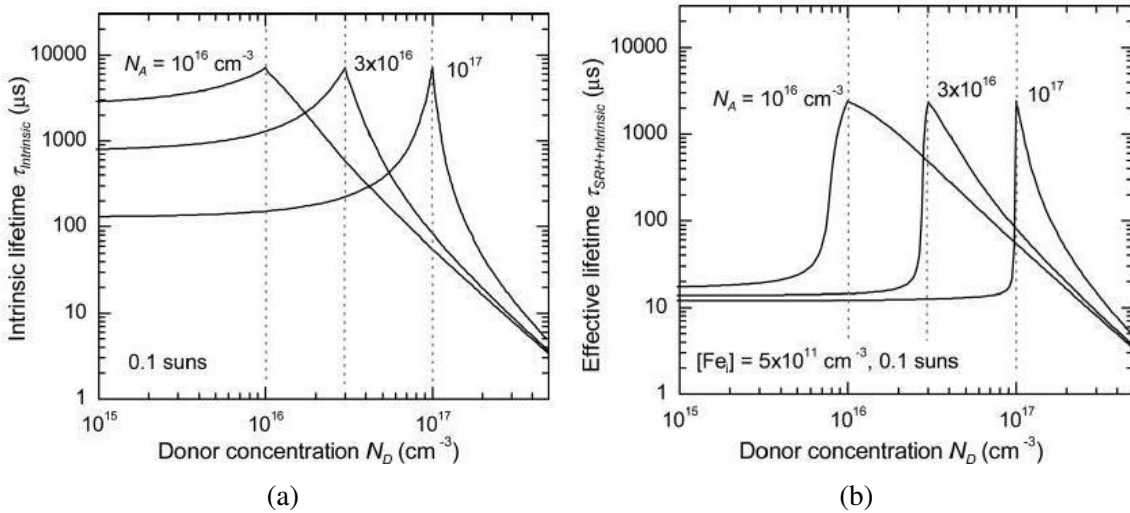 10000
1000
100
10
1
Intrinsic lifetime τ_Intrinsic (μs)
N_A = 10^16 cm^-3
3x10^16
10^17
0.1 suns
10^15
10^16
10^17
Donor concentration N_D (cm^-3)
(a)
10000
1000
100
10
1
Effective lifetime τ_SRH+Intrinsic (μs)
N_A = 10^16 cm^-3
3x10^16
10^17
[Fe_i] = 5x10^11 cm^-3, 0.1 suns
10^15
10^16
10^17
Donor concentration N_D (cm^-3)
(b)